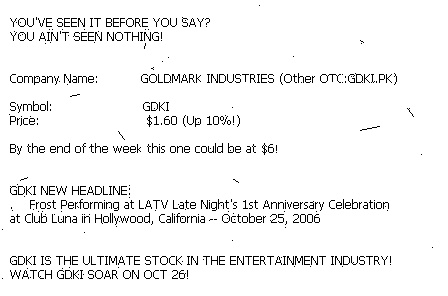 YOU'VE SEEN IT BEFORE YOU SAY?
YOU AIN'T SEEN NOTHING!
Company Name: GOLDMARK INDUSTRIES (Other OTC:GDKI.PK)
Symbol: GDKI
Price: $1.60 (Up 10%!)
By the end of the week this one could be at $6!
GDKI NEW HEADLINE:
Frost Performing at LATV Late Night's 1st Anniversary Celebration
at Club Luna in Hollywood, California -- October 25, 2006
GDKI IS THE ULTIMATE STOCK IN THE ENTERTAINMENT INDUSTRY!
WATCH GDKI SOAR ON OCT 26!